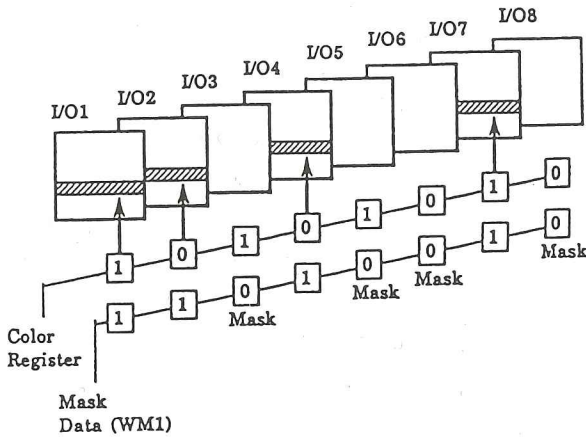 I/O1 I/O2 I/O3 I/O4 I/O5 I/O6 I/O7 I/O8
1 0 1 0 1 0 1 0
1 1 0 1 0 0 1 0
Mask Mask Mask Mask
Color
Register
Mask
Data (WM1)